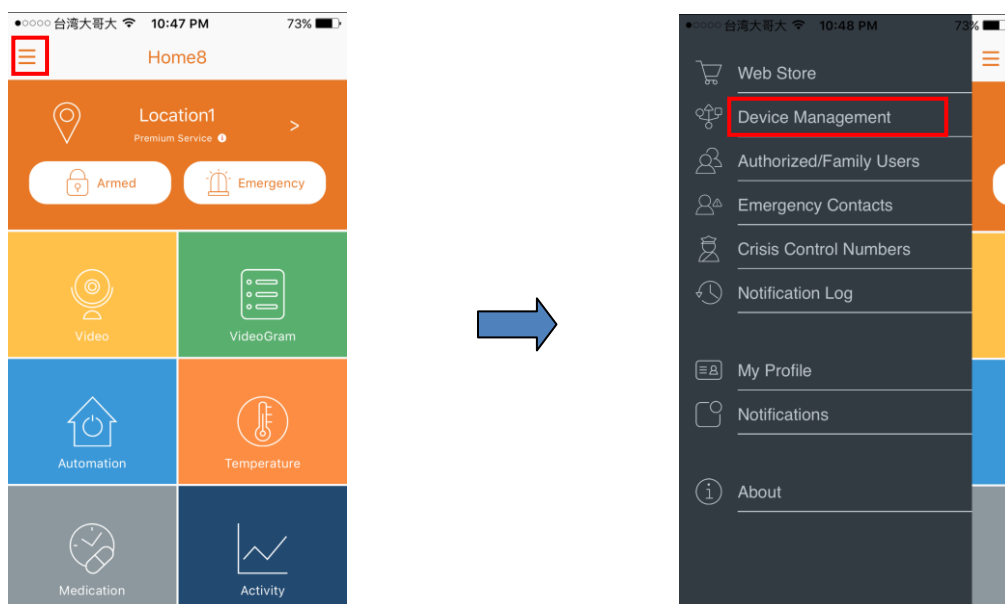 ●○○○○ 台湾大哥大 10:47 PM 73%
Home8
Location1
Premium Service
>
Armed Emergency
Video VideoGram
Automation Temperature
Medication Activity
●○○○○ 台湾大哥大 10:48 PM 73%
Web Store
Device Management
Authorized/Family Users
Emergency Contacts
Crisis Control Numbers
Notification Log
My Profile
Notifications
About